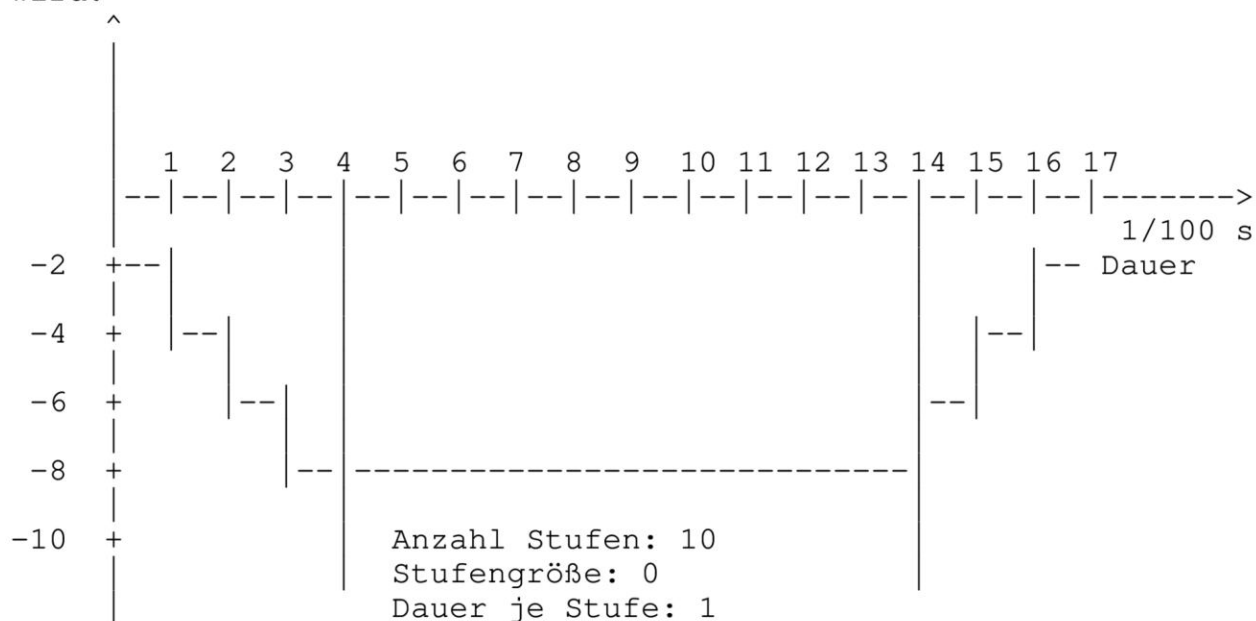 1 2 3 4 5 6 7 8 9 10 11 12 13 14 15 16 17
--|--|--|--|--|--|--|--|--|--|--|--|--|--|--|--|--|------->
1/100 s
-2 +-- |-- Dauer
-4 + |-- |--|
-6 + |--| |--|
-8 + |--|-----------------------------|
-10 + Anzahl Stufen: 10
Stufengröße: 0
Dauer je Stufe: 1